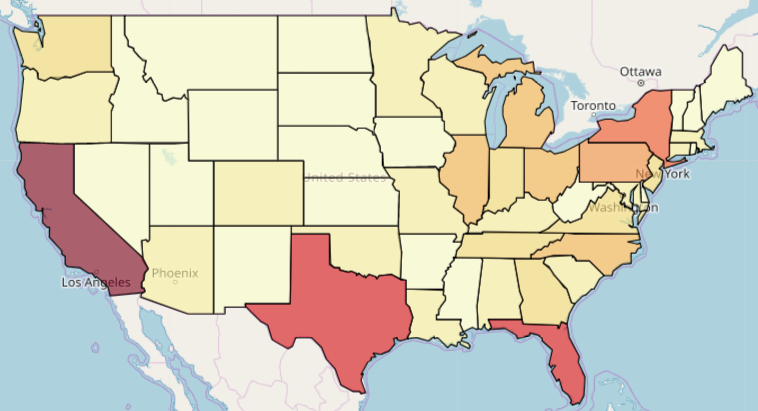 Ottawa
Toronto
United States
New York
Washington
Los Angeles
Phoenix